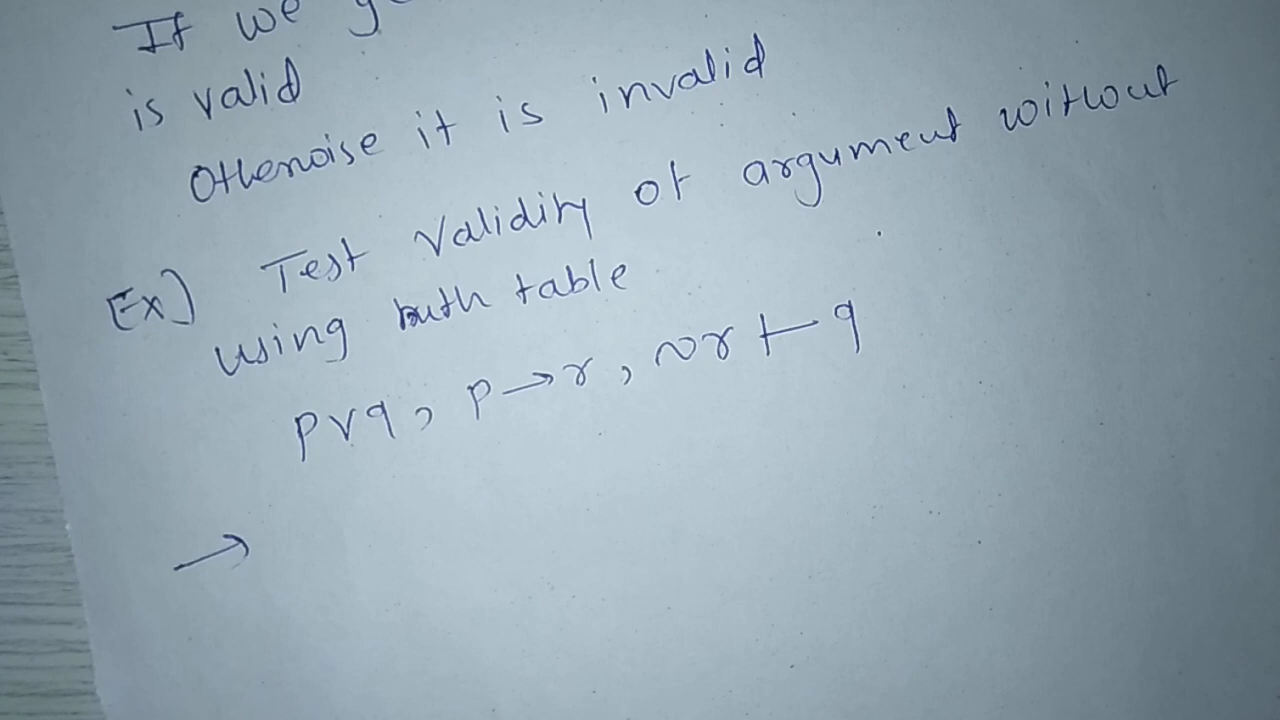 If we
is valid
Otherwise it is invalid
Ex) Test Validity of argument without
using truth table
p∨q, p→r, ~r ⊢ q
→